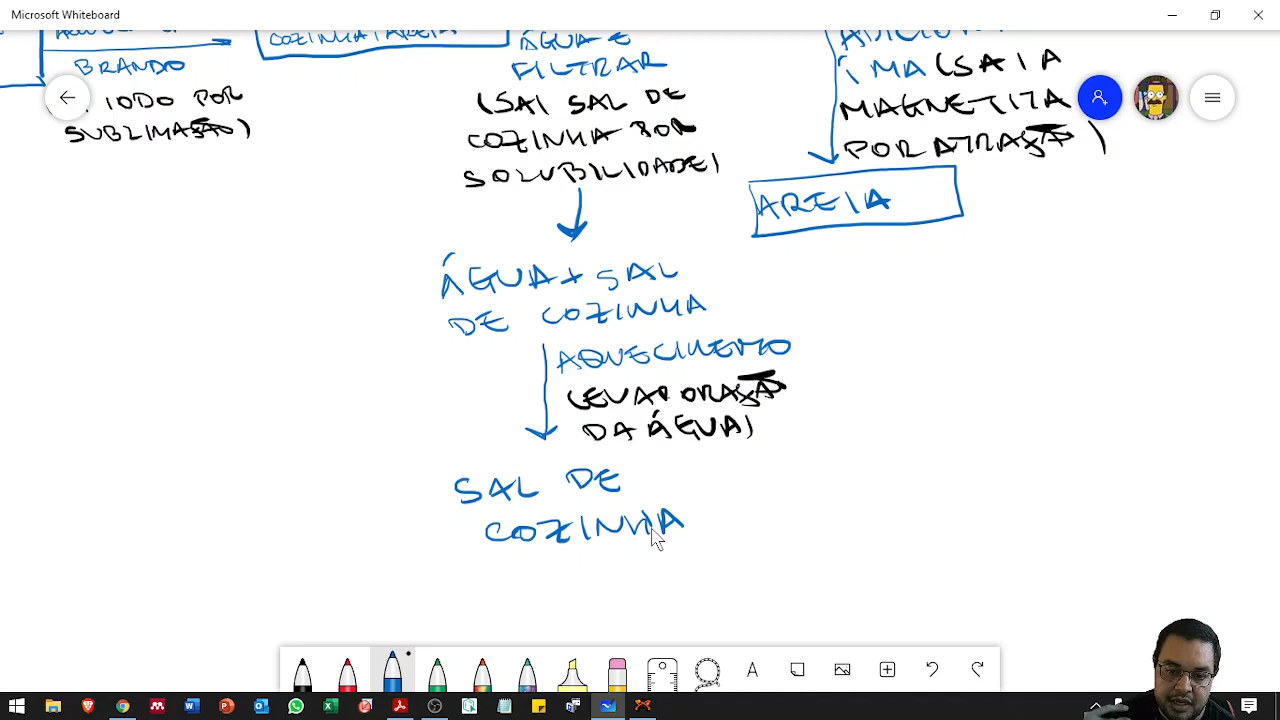 Microsoft Whiteboard
BRANDO
IODO POR
SUBLIMAÇÃO)
COZINHA, AREIA
ÁGUA E
FILTRAR
(SAI SAL DE
COZINHA POR
SOLUBILIDADE)
ÁGUA + SAL
DE COZINHA
AQUECIMENTO
(EVAPORAÇÃO
DA ÁGUA)
SAL DE
COZINHA
ÍMA (SAI A
MAGNETITA
POR ATRAÇÃO)
AREIA